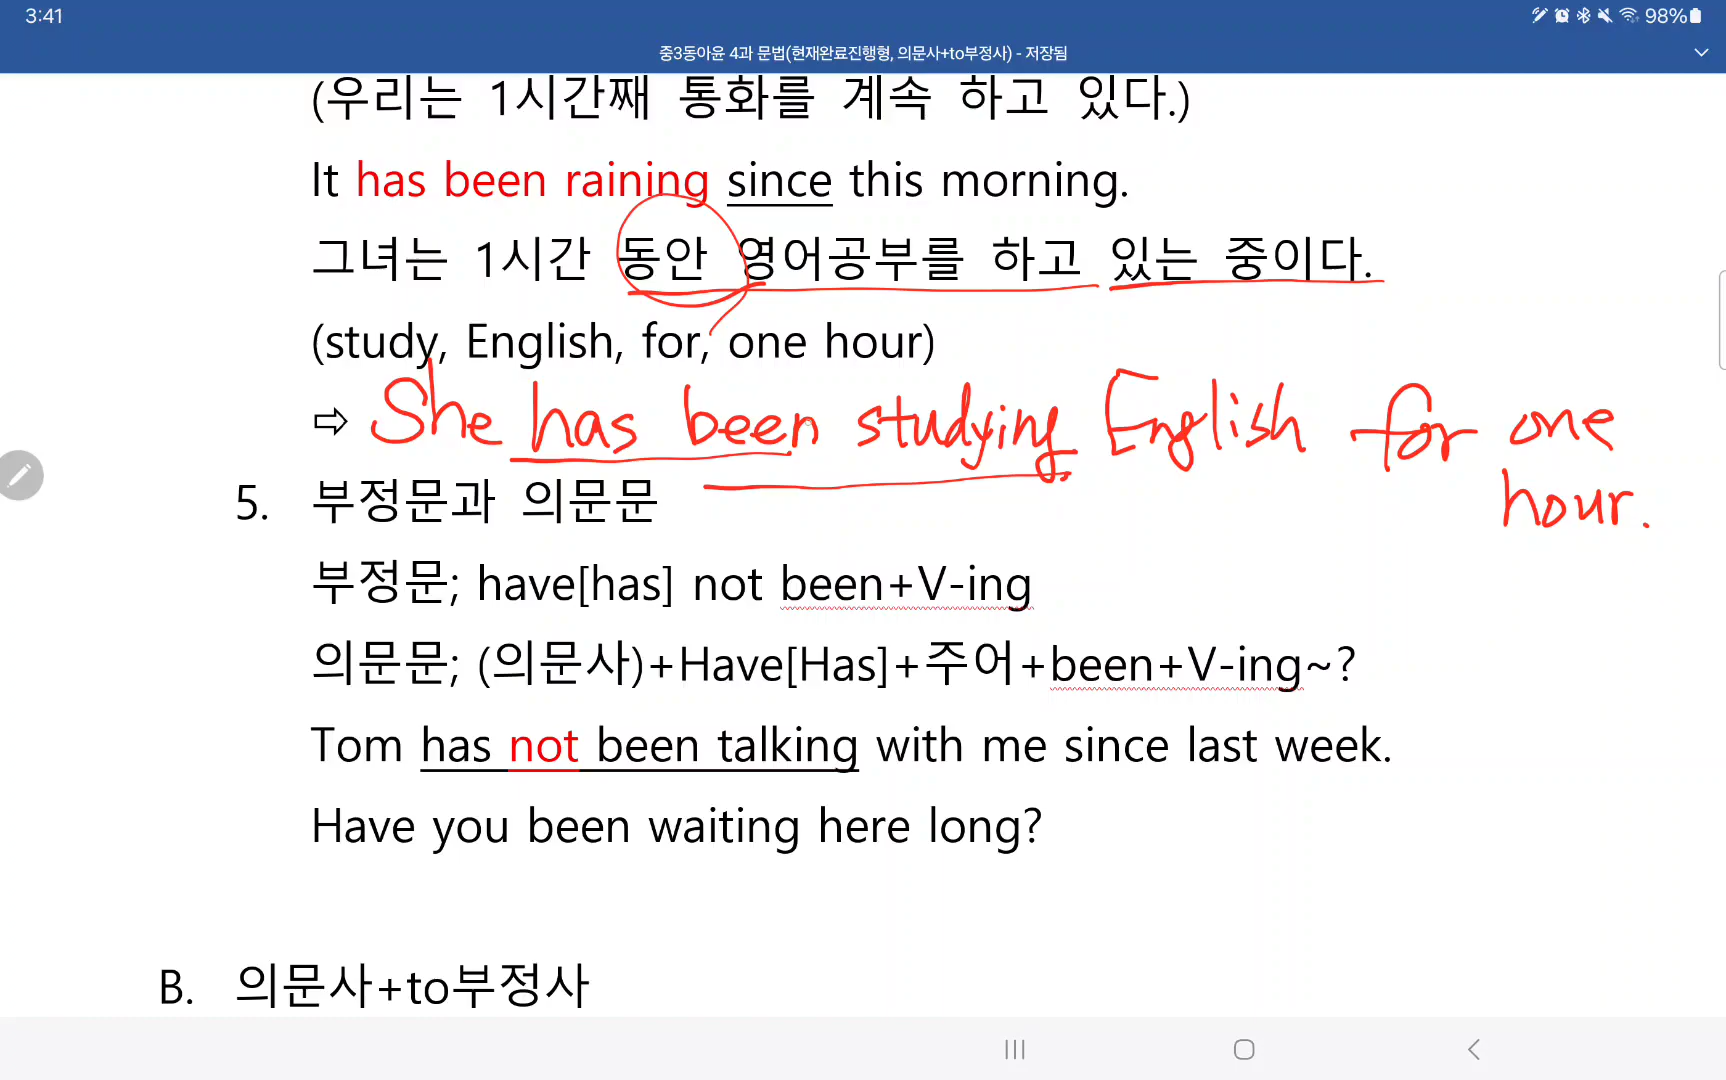 3:41
98%
중3동아윤 4과 문법(현재완료진행형, 의문사+to부정사) - 저장됨
(우리는 1시간째 통화를 계속 하고 있다.)
It has been raining since this morning.
그녀는 1시간 동안 영어공부를 하고 있는 중이다.
(study, English, for, one hour)
⇨ She has been studying English for one
hour.
5. 부정문과 의문문
부정문; have[has] not been+V-ing
의문문; (의문사)+Have[Has]+주어+been+V-ing~?
Tom has not been talking with me since last week.
Have you been waiting here long?
B. 의문사+to부정사